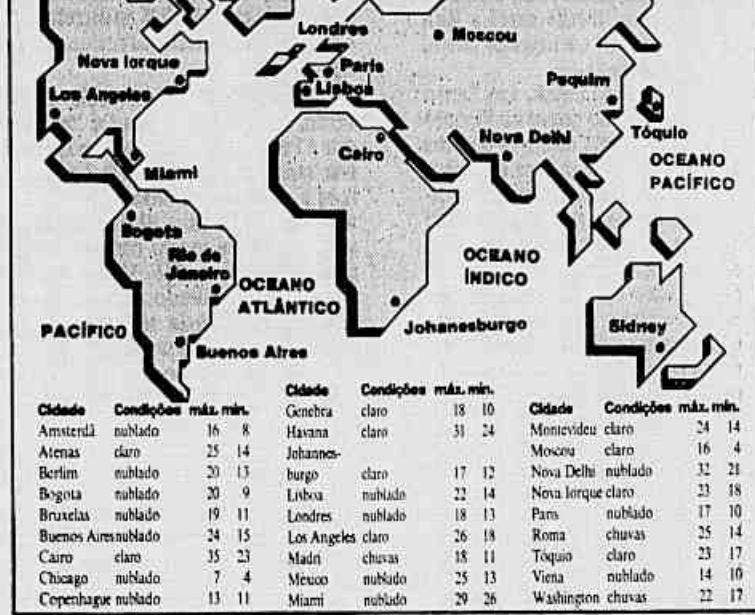 Londres
Moscou
Nova Iorque
Paris
Los Angeles
Lisboa
Pequim
Cairo
Nova Delhi
Tóquio
OCEANO
PACÍFICO
Miami
Bogota
Rio de
Janeiro
OCEANO
ATLÂNTICO
OCEANO
ÍNDICO
PACÍFICO
Johanesburgo
Sidney
Buenos Aires
Cidade Condições máx. min.
Amsterdã nublado 16 8
Atenas claro 25 14
Berlim nublado 20 13
Bogota nublado 20 9
Bruxelas nublado 19 11
Buenos Aires nublado 24 15
Cairo claro 35 23
Chicago nublado 7 4
Copenhague nublado 13 11
Cidade Condições máx. min.
Genebra claro 18 10
Havana claro 31 24
Johannes-
burgo claro 17 12
Lisboa nublado 22 14
Londres nublado 18 13
Los Angeles claro 26 18
Madri chuvas 18 11
México nublado 25 13
Miami nublado 29 26
Cidade Condições máx. min.
Montevideu claro 24 14
Moscou claro 16 4
Nova Delhi nublado 32 21
Nova Iorque claro 23 18
Paris nublado 17 10
Roma chuvas 25 14
Tóquio claro 23 17
Viena nublado 14 10
Washington chuvas 22 17